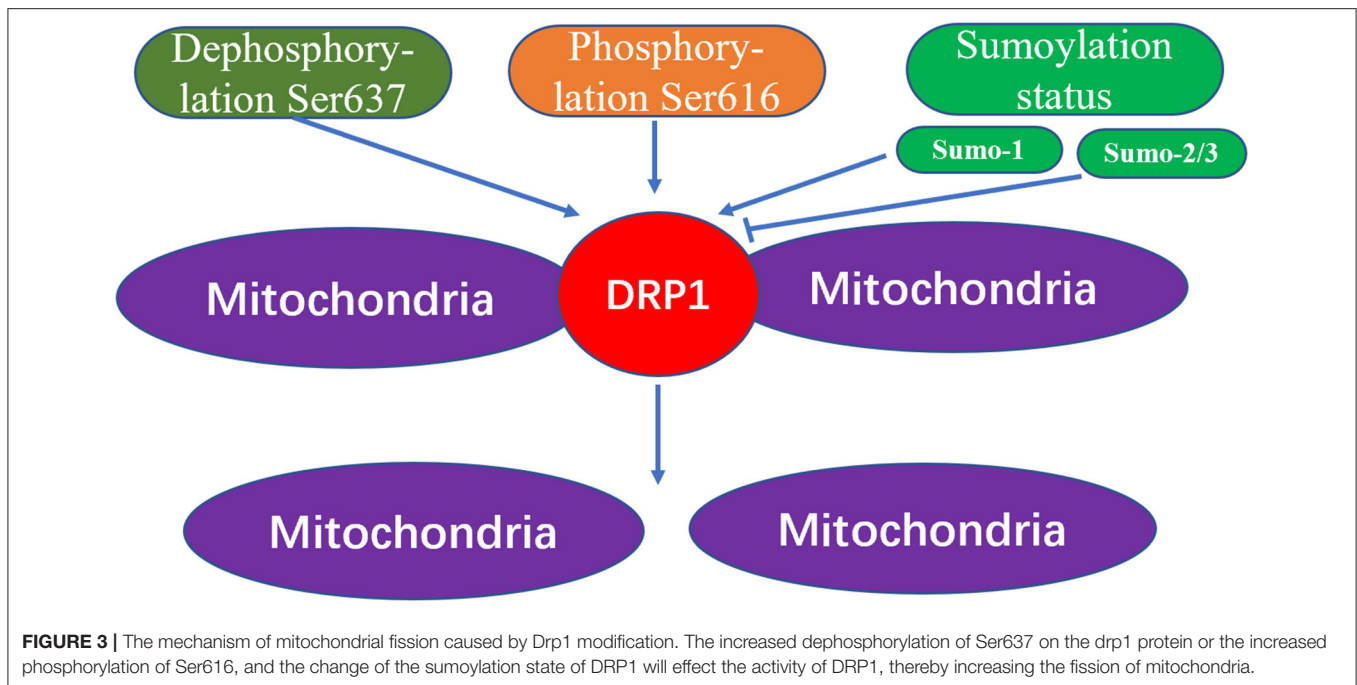 Dephosphory-
lation Ser637
Phosphory-
lation Ser616
Sumoylation
status
Sumo-1
Sumo-2/3
Mitochondria
DRP1
Mitochondria
Mitochondria
Mitochondria
FIGURE 3 | The mechanism of mitochondrial fission caused by Drp1 modification. The increased dephosphorylation of Ser637 on the drp1 protein or the increased
phosphorylation of Ser616, and the change of the sumoylation state of DRP1 will effect the activity of DRP1, thereby increasing the fission of mitochondria.